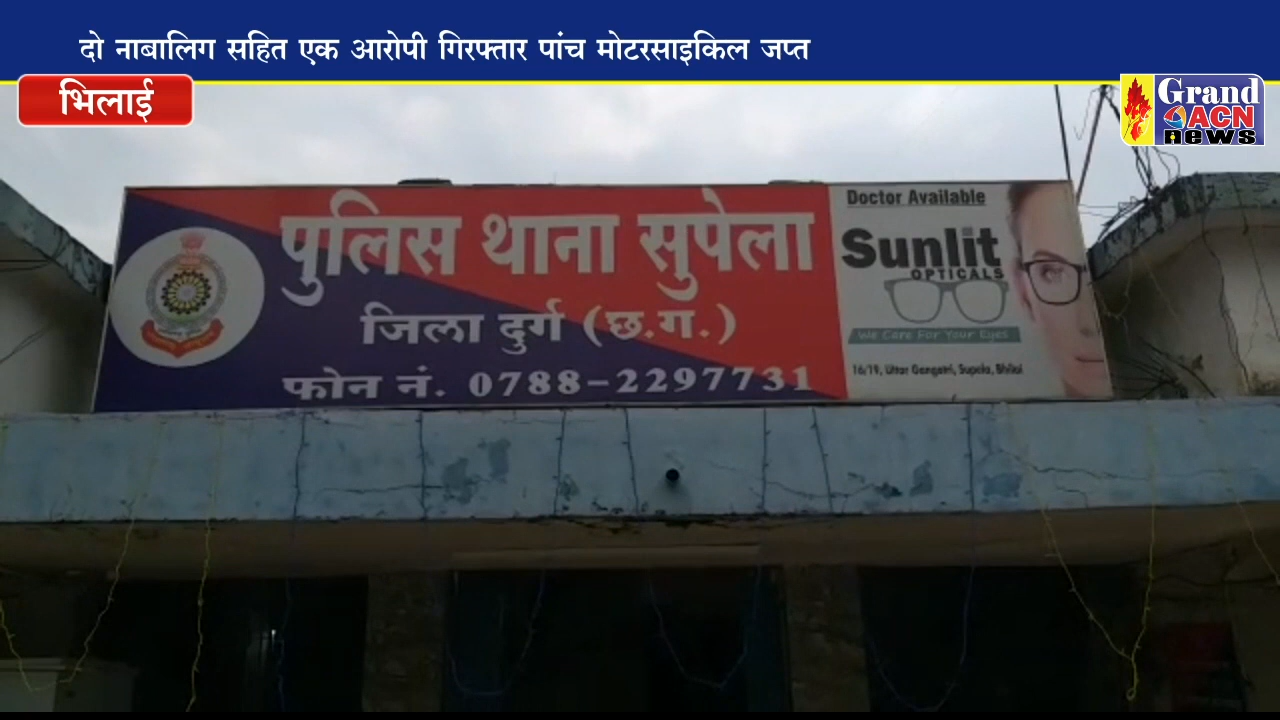 दो नाबालिग सहित एक आरोपी गिरफ्तार पांच मोटरसाइकिल जप्त
भिलाई
Grand
ACN
news
पुलिस थाना सुपेला
जिला दुर्ग (छ.ग.)
फोन नं. 0788-2297731
Doctor Available
Sunlit
OPTICALS
We Care For Your Eyes
16/19, Uttar Gangotri, Supela, Bhilai